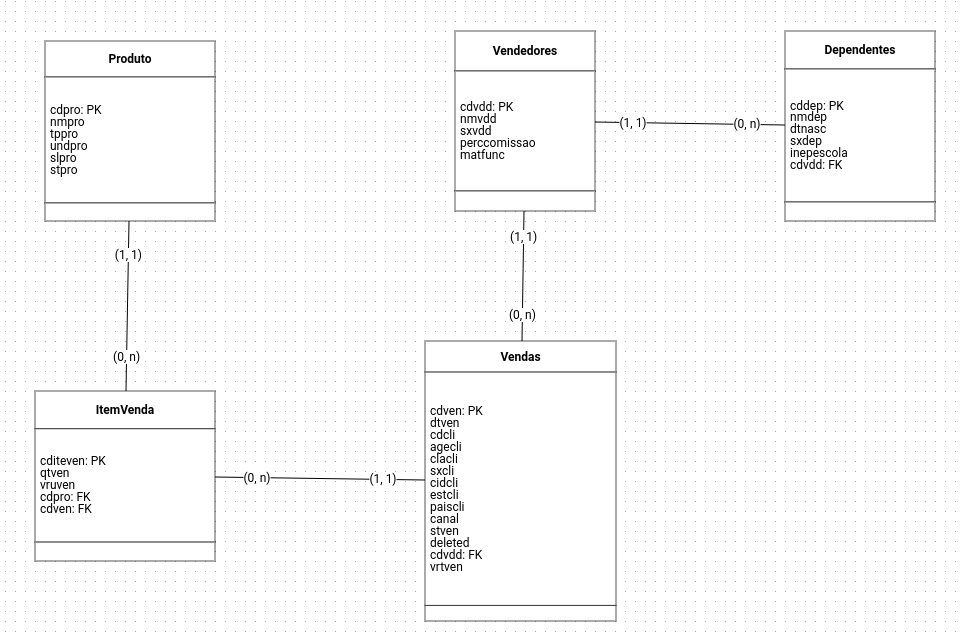 Produto
cdpro: PK
nmpro
tppro
undpro
slpro
stpro
Vendedores
cdvdd: PK
nmvdd
sxvdd
perccomissao
matfunc
(1, 1)
(0, n)
Dependentes
cddep: PK
nmdep
dtnasc
sxdep
inepescola
cdvdd: FK
(1, 1)
(0, n)
(1, 1)
(0, n)
ItemVenda
cditeven: PK
qtven
vruven
cdpro: FK
cdven: FK
(0, n)
(1, 1)
Vendas
cdven: PK
dtven
cdcli
agecli
clacli
sxcli
cidcli
estcli
paiscli
canal
stven
deleted
cdvdd: FK
vrtven